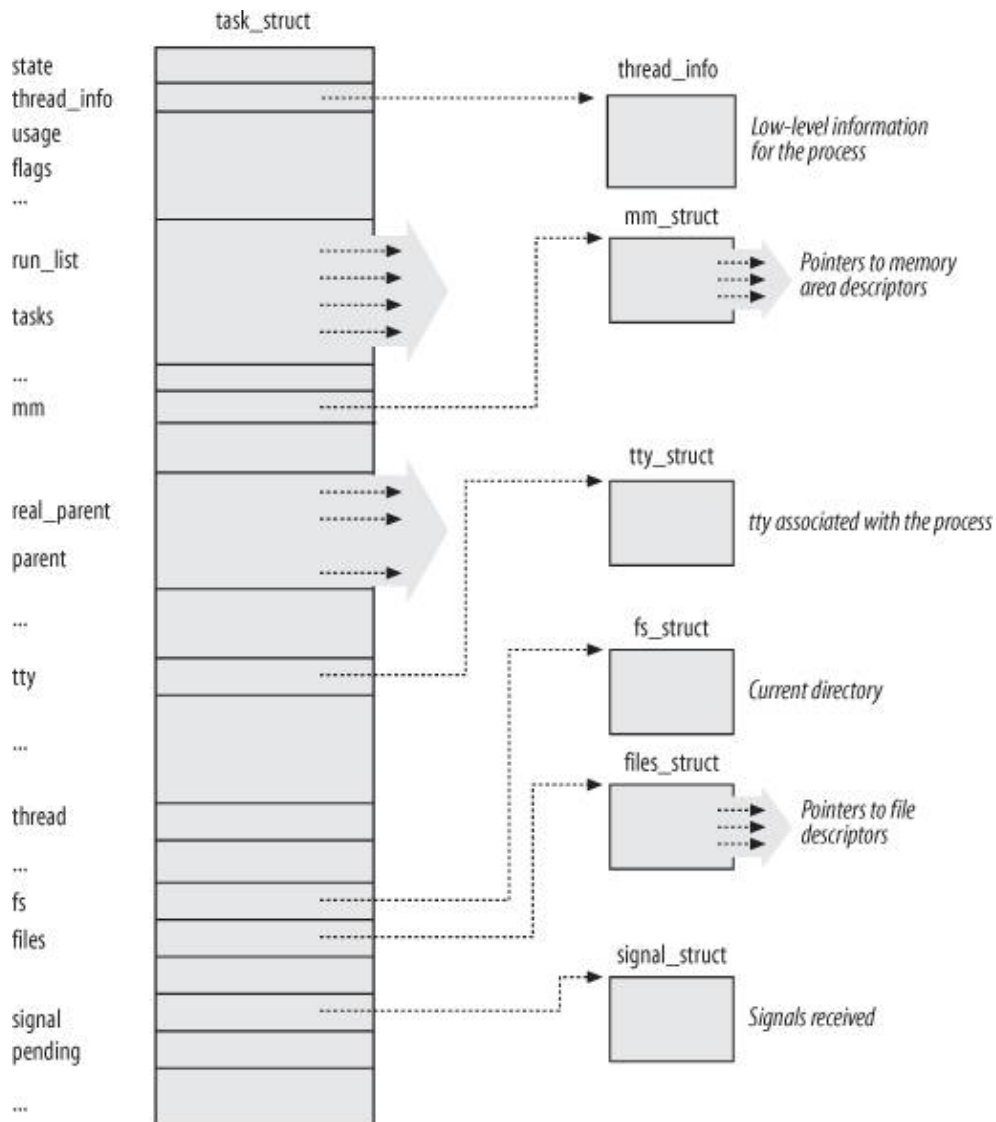 task_struct
state
thread_info
usage
flags
...
run_list
tasks
...
mm
real_parent
parent
...
tty
...
thread
...
fs
files
signal
pending
...
thread_info
Low-level information
for the process
mm_struct
Pointers to memory
area descriptors
tty_struct
tty associated with the process
fs_struct
Current directory
files_struct
Pointers to file
descriptors
signal_struct
Signals received